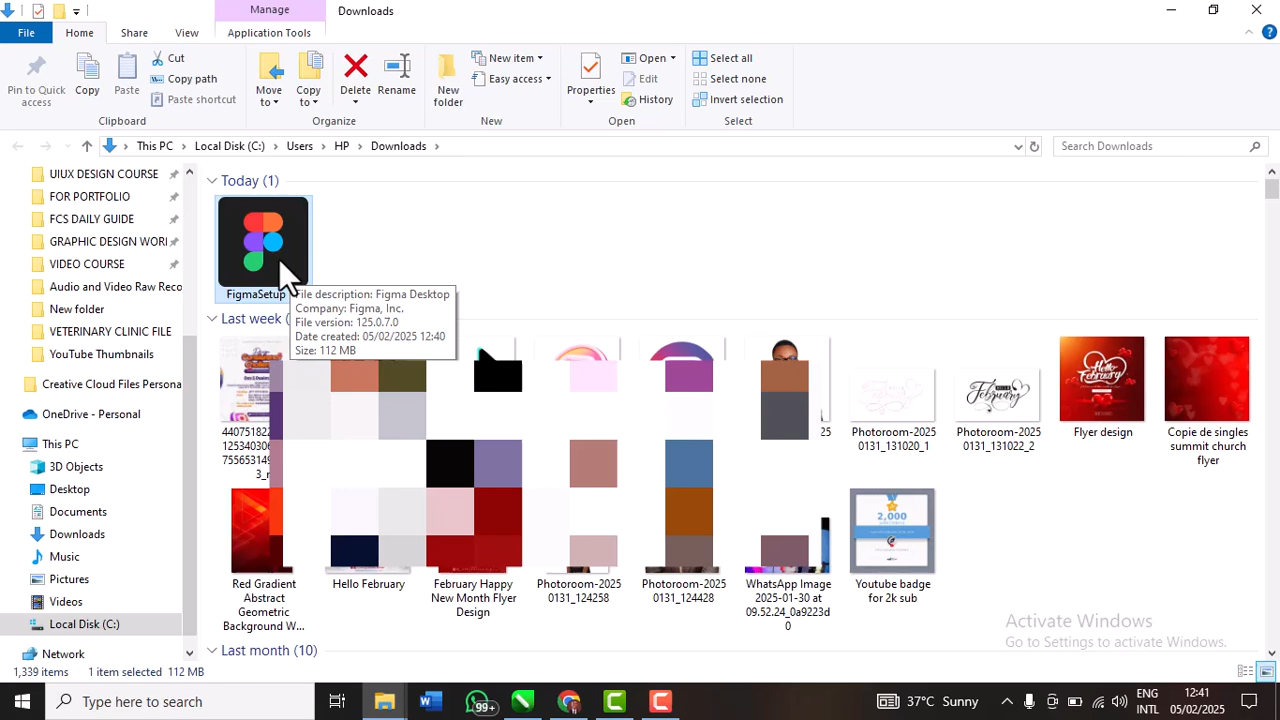 Manage
Downloads
File
Home
Share
View
Application Tools
Pin to Quick access
Copy
Paste
Cut
Copy path
Paste shortcut
Clipboard
Move to
Copy to
Delete
Rename
Organize
New folder
New item
Easy access
New
Properties
Open
Edit
History
Open
Select all
Select none
Invert selection
Select
This PC
Local Disk (C:)
Users
HP
Downloads
Search Downloads
UIUX DESIGN COURSE
FOR PORTFOLIO
FCS DAILY GUIDE
GRAPHIC DESIGN WORI
VIDEO COURSE
Audio and Video Raw Reco
New folder
VETERINARY CLINIC FILE
YouTube Thumbnails
Creative Cloud Files Persona
OneDrive - Personal
This PC
3D Objects
Desktop
Documents
Downloads
Music
Pictures
Videos
Local Disk (C:)
Network
Today (1)
FigmaSetup
File description: Figma Desktop
Company: Figma, Inc.
File version: 125.0.7.0
Date created: 05/02/2025 12:40
Size: 112 MB
Last week
Photoroom-2025
0131_131020_1
Photoroom-2025
0131_131022_2
Flyer design
Copie de singles
summit church
flyer
Hello
February
February
2,000
Red Gradient
Abstract
Geometric
Background W...
Hello February
February Happy
New Month Flyer
Design
Photoroom-2025
0131_124258
Photoroom-2025
0131_124428
WhatsApp Image
2025-01-30 at
09.52.24_0a9223d
0
Youtube badge
for 2k sub
Last month (10)
Activate Windows
Go to Settings to activate Windows.
1,339 items
1 item selected 112 MB
Type here to search
99+
37°C Sunny
ENG
INTL
12:41
05/02/2025